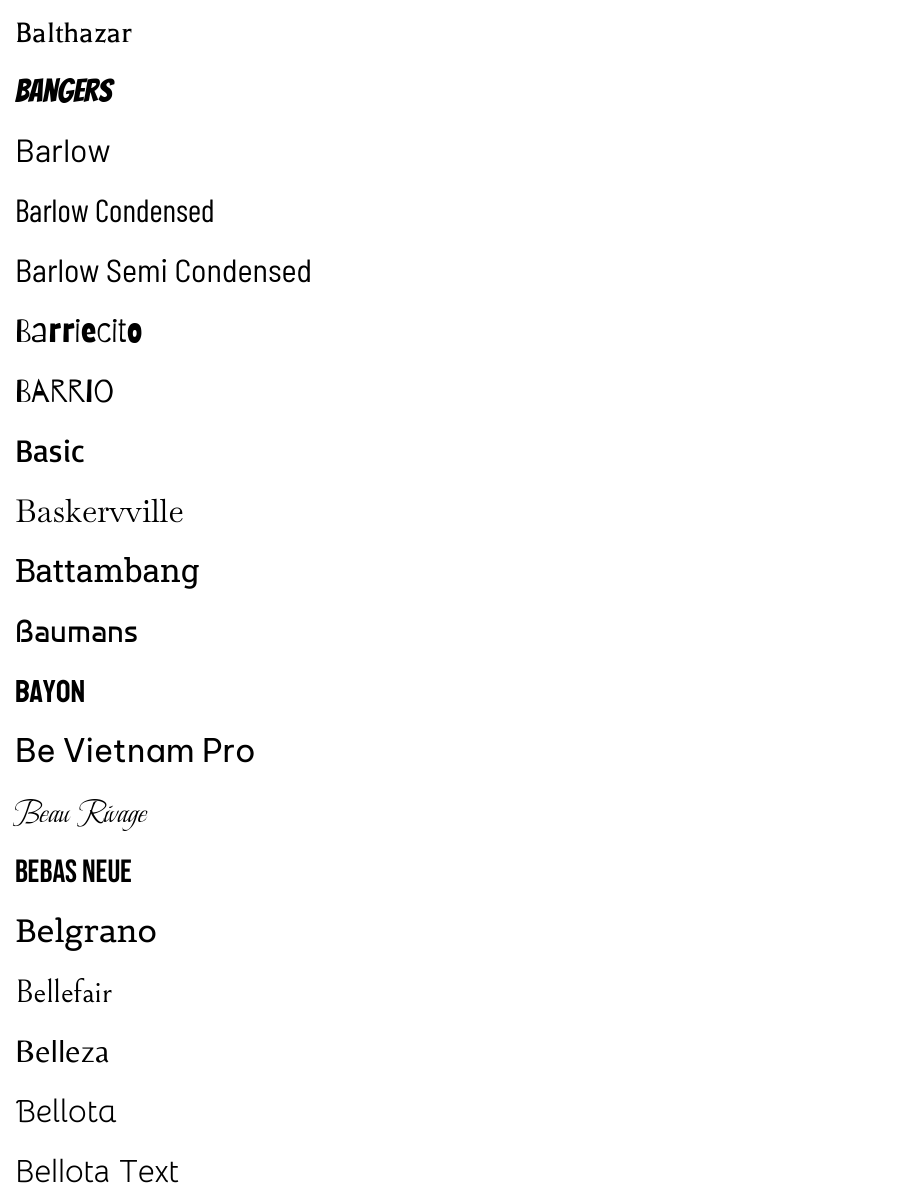 Balthazar
BANGERS
Barlow
Barlow Condensed
Barlow Semi Condensed
Barriecito
BARRIO
Basic
Baskervville
Battambang
Baumans
BAYON
Be Vietnam Pro
Beau Rivage
BEBAS NEUE
Belgrano
Bellefair
Belleza
Bellota
Bellota Text